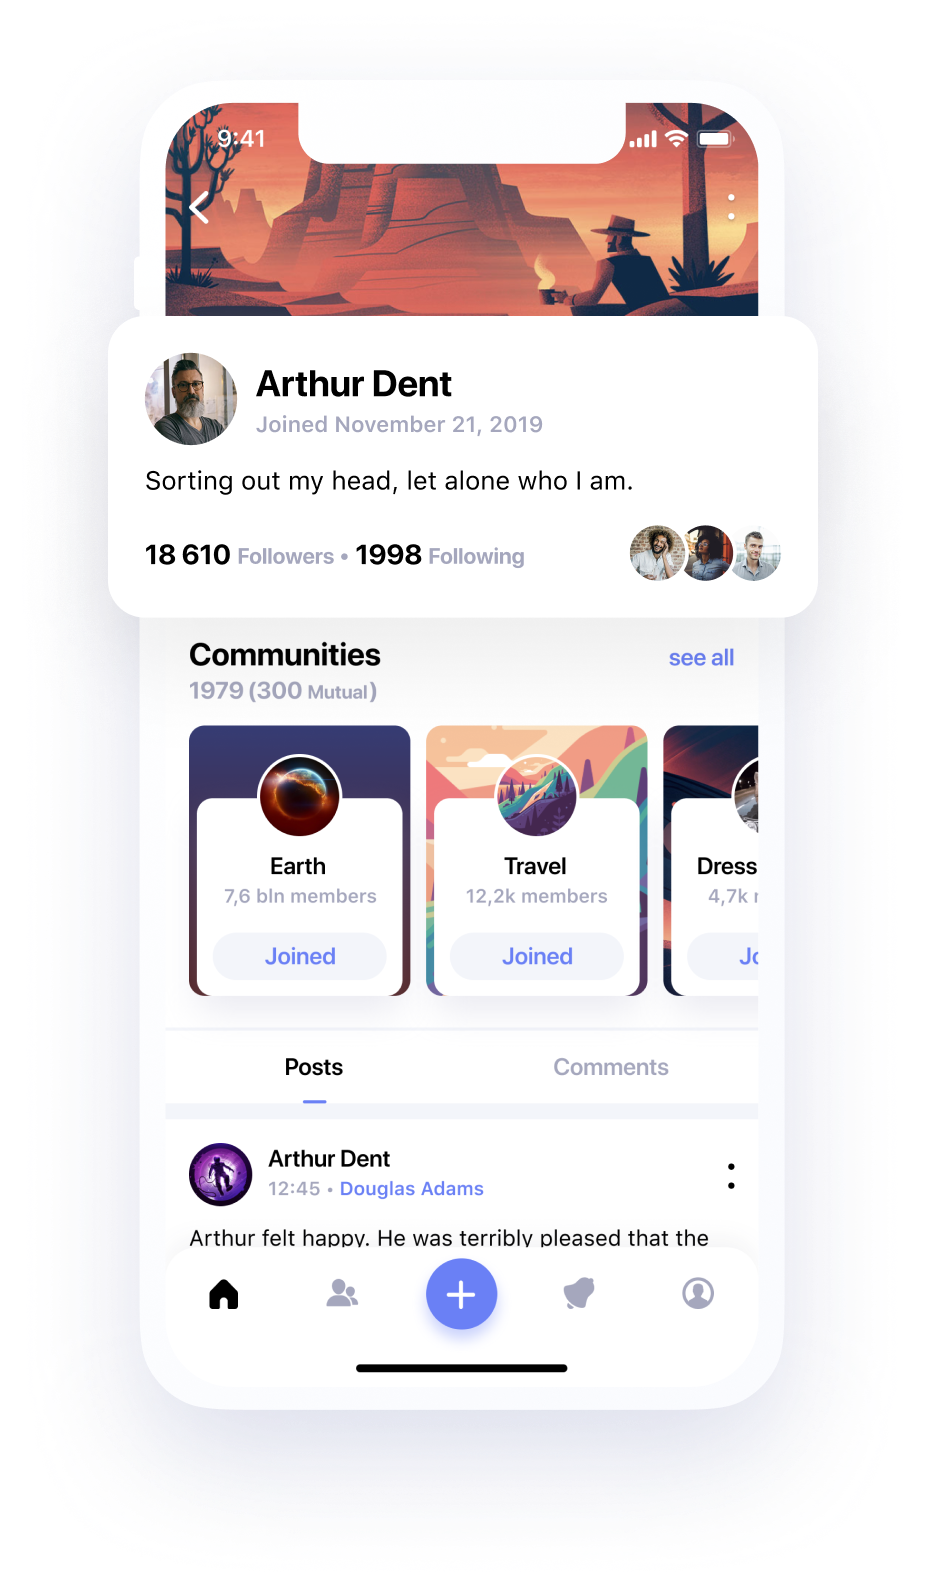 9:41
Arthur Dent
Joined November 21, 2019
Sorting out my head, let alone who I am.
18 610 Followers • 1998 Following
Communities
see all
1979 (300 Mutual)
Earth
Travel
Dress
7,6 bln members
12,2k members
4,7k
Joined
Joined
Posts
Comments
Arthur Dent
12:45 • Douglas Adams
Arthur felt happy. He was terribly pleased that the